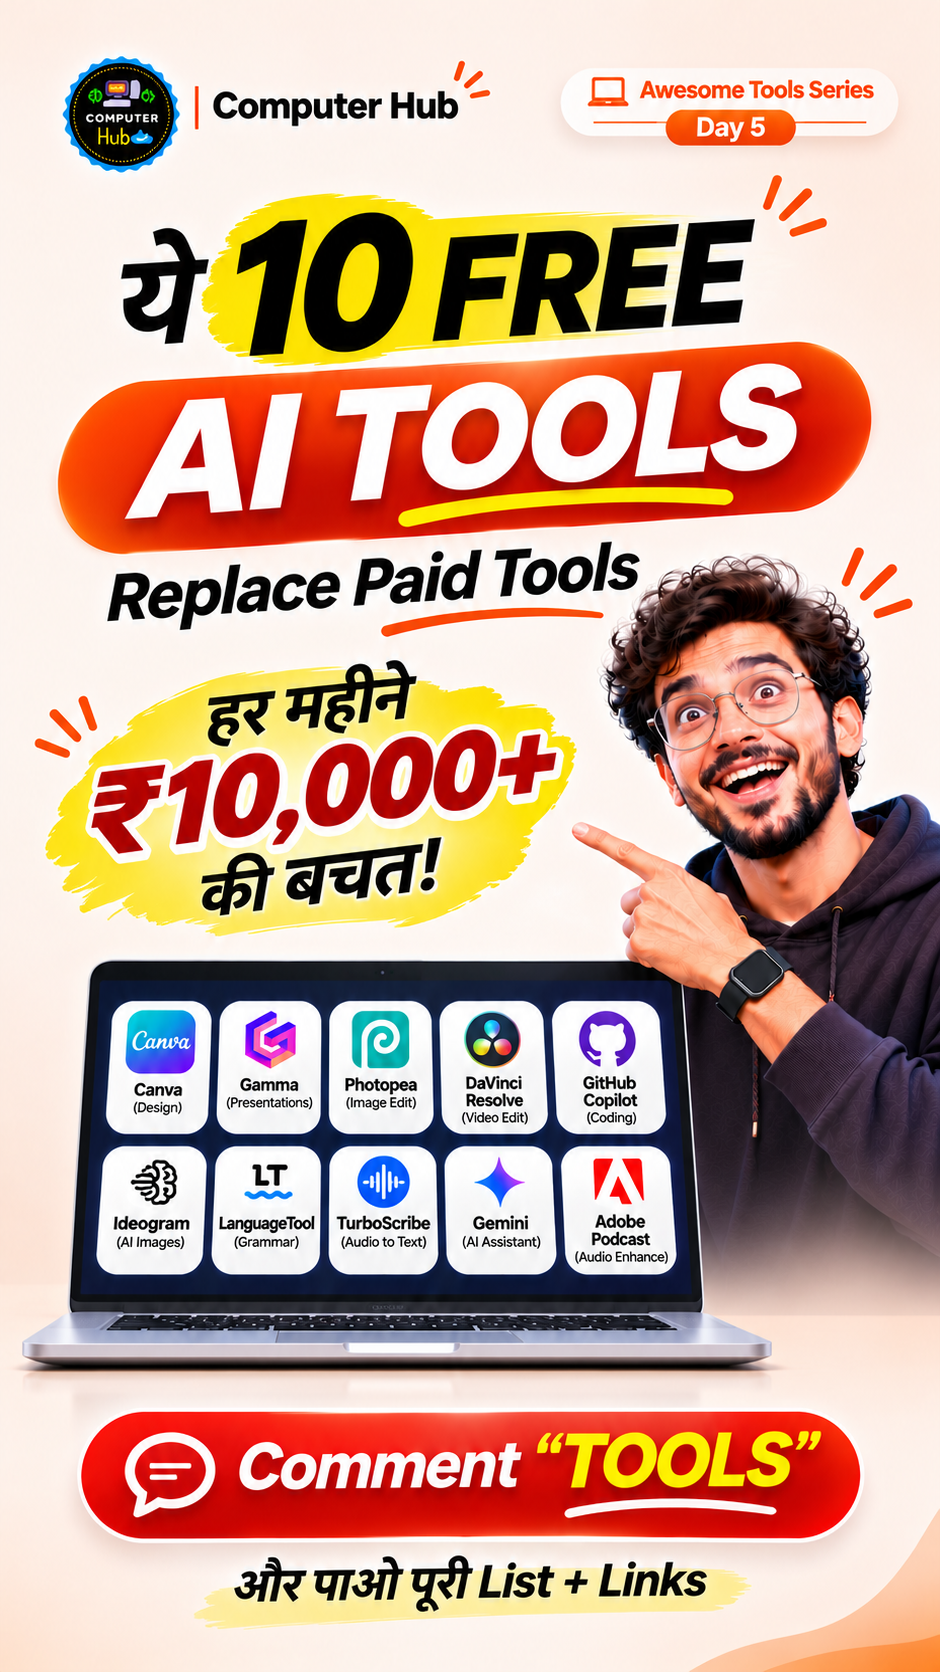 COMPUTER
Hub
Computer Hub
Awesome Tools Series
Day 5
ये 10 FREE
AI TOOLS
Replace Paid Tools
हर महीने
₹10,000+
की बचत!
Canva
Canva
(Design)
Gamma
(Presentations)
Photopea
(Image Edit)
DaVinci
Resolve
(Video Edit)
GitHub
Copilot
(Coding)
Ideogram
(AI Images)
LT
LanguageTool
(Grammar)
TurboScribe
(Audio to Text)
Gemini
(AI Assistant)
Adobe
Podcast
(Audio Enhance)
Comment “TOOLS”
और पाओ पूरी List + Links